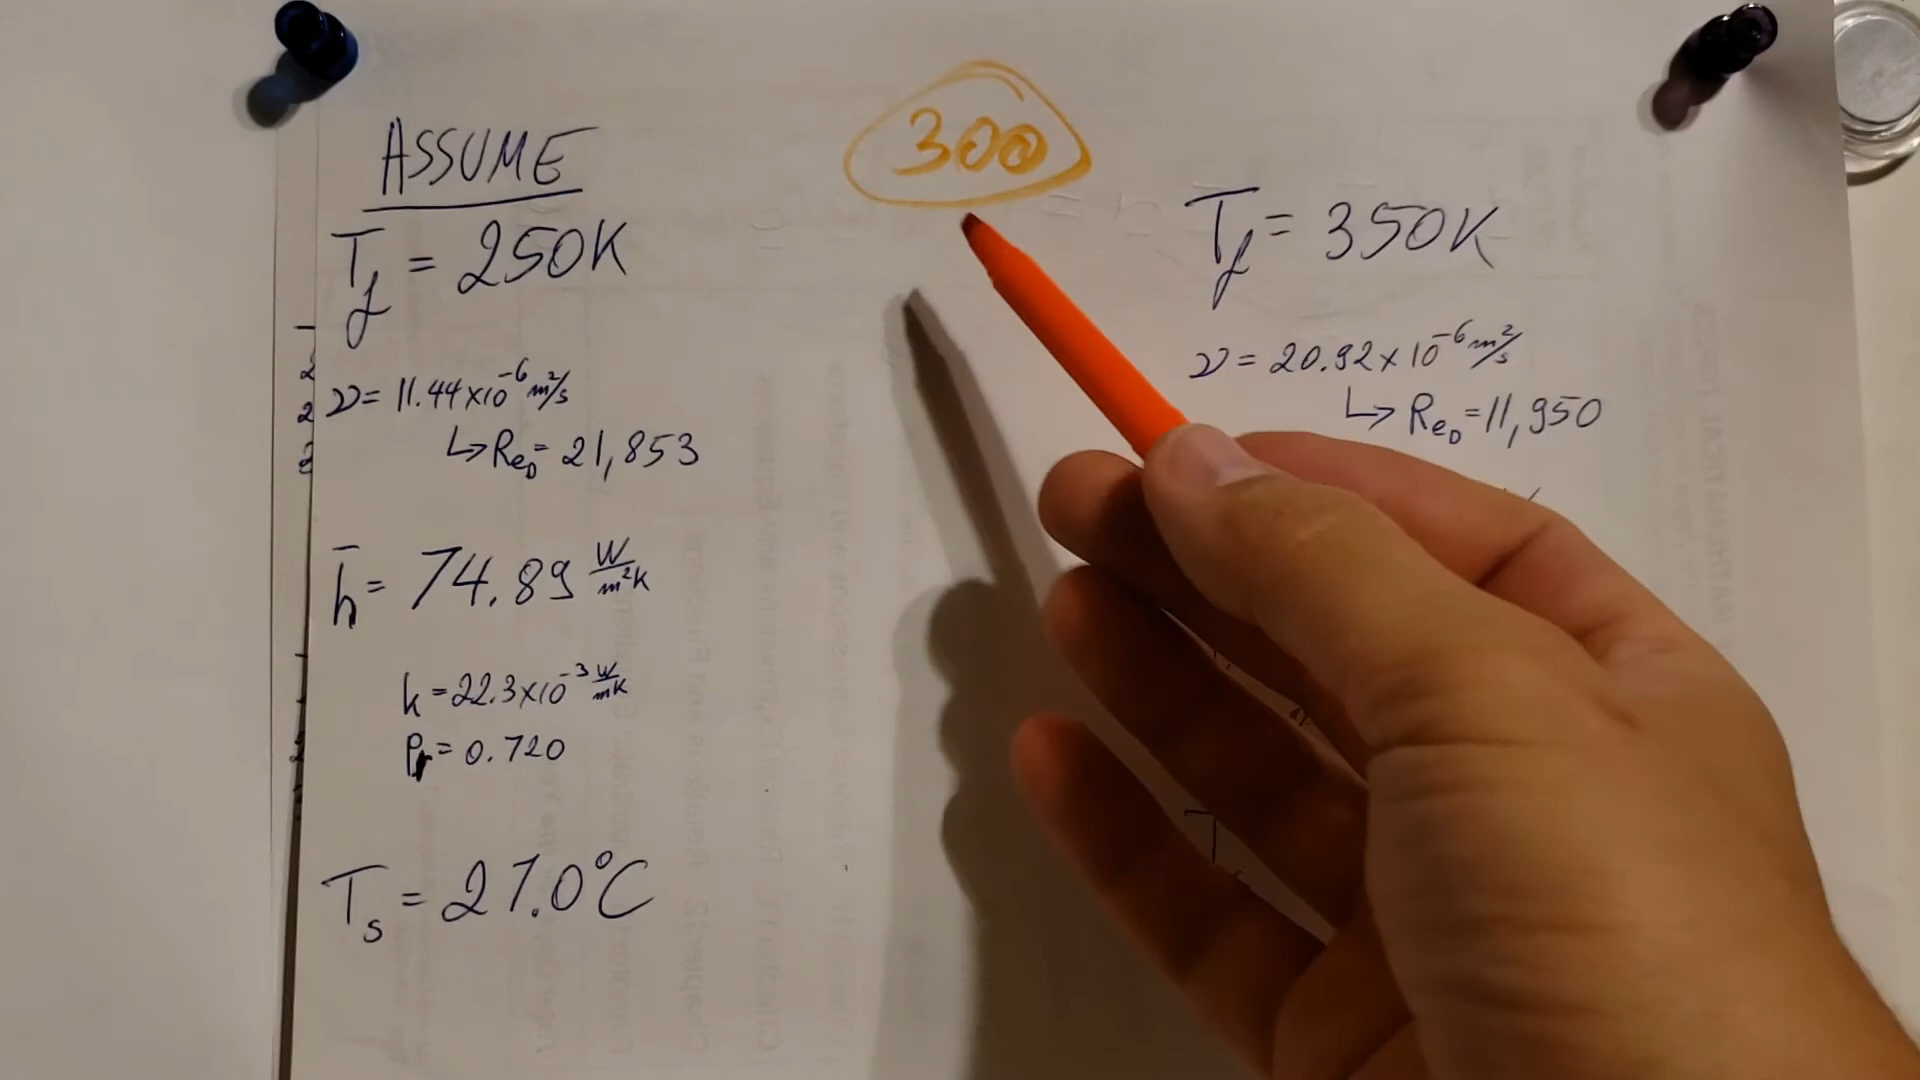 ASSUME
300
T_f = 250K
T_f = 350K
ν = 11.44×10⁻⁶ m²/s
↳ Re_D = 21,853
ν = 20.92×10⁻⁶ m²/s
↳ Re_D = 11,950
h̄ = 74.89 W/m²K
k = 22.3×10⁻³ W/mK
Pr = 0.720
T_s = 27.0°C